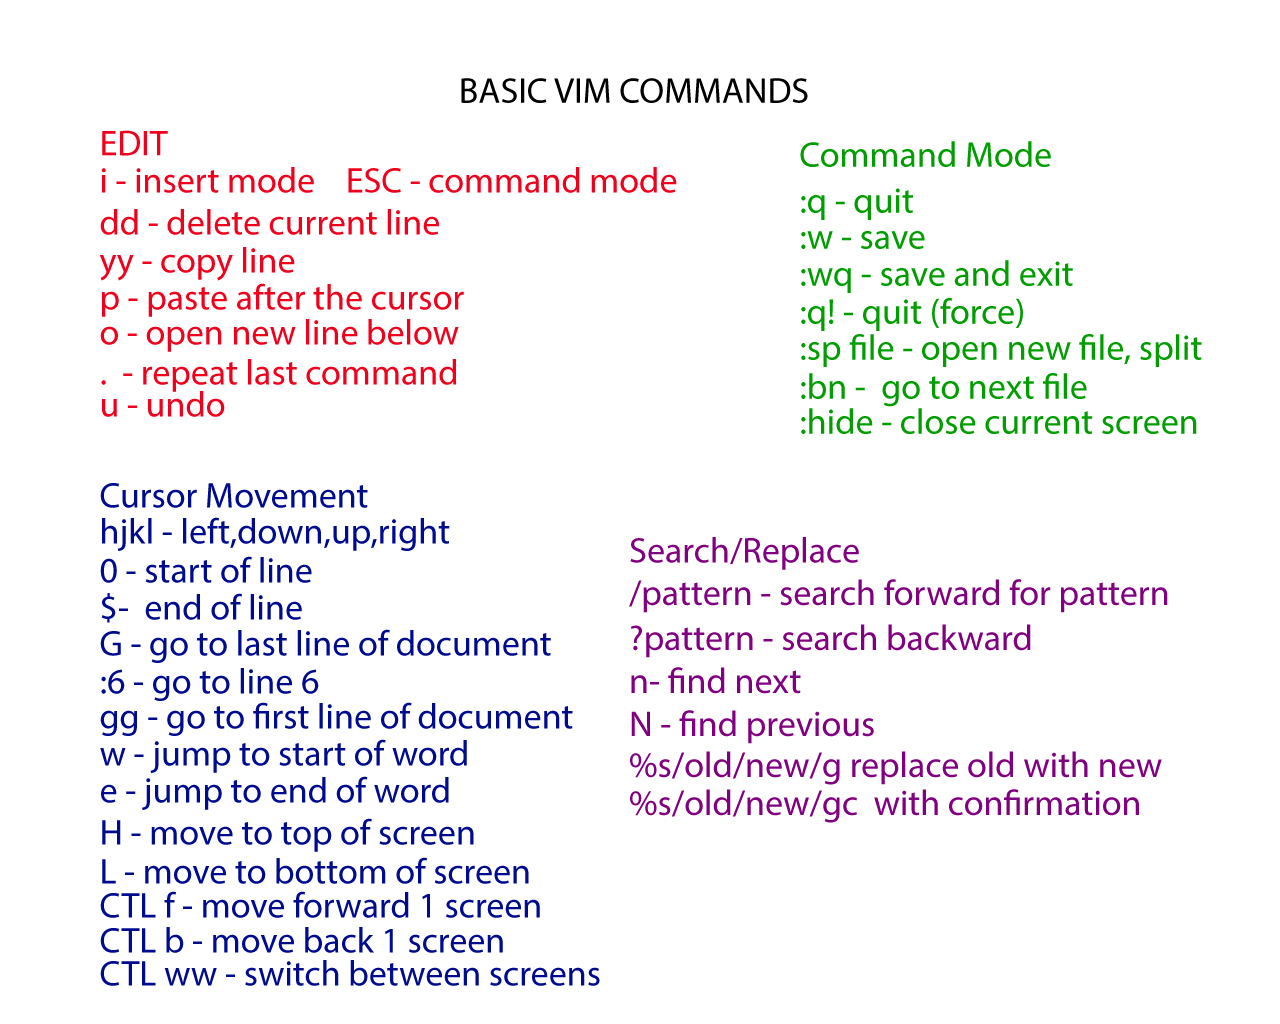 BASIC VIM COMMANDS
EDIT
i - insert mode    ESC - command mode
dd - delete current line
yy - copy line
p - paste after the cursor
o - open new line below
.  - repeat last command
u - undo
Command Mode
:q - quit
:w - save
:wq - save and exit
:q! - quit (force)
:sp file - open new file, split
:bn -  go to next file
:hide - close current screen
Cursor Movement
hjkl - left,down,up,right
0 - start of line
$-  end of line
G - go to last line of document
:6 - go to line 6
gg - go to first line of document
w - jump to start of word
e - jump to end of word
H - move to top of screen
L - move to bottom of screen
CTL f - move forward 1 screen
CTL b - move back 1 screen
CTL ww - switch between screens
Search/Replace
/pattern - search forward for pattern
?pattern - search backward
n- find next
N - find previous
%s/old/new/g replace old with new
%s/old/new/gc  with confirmation